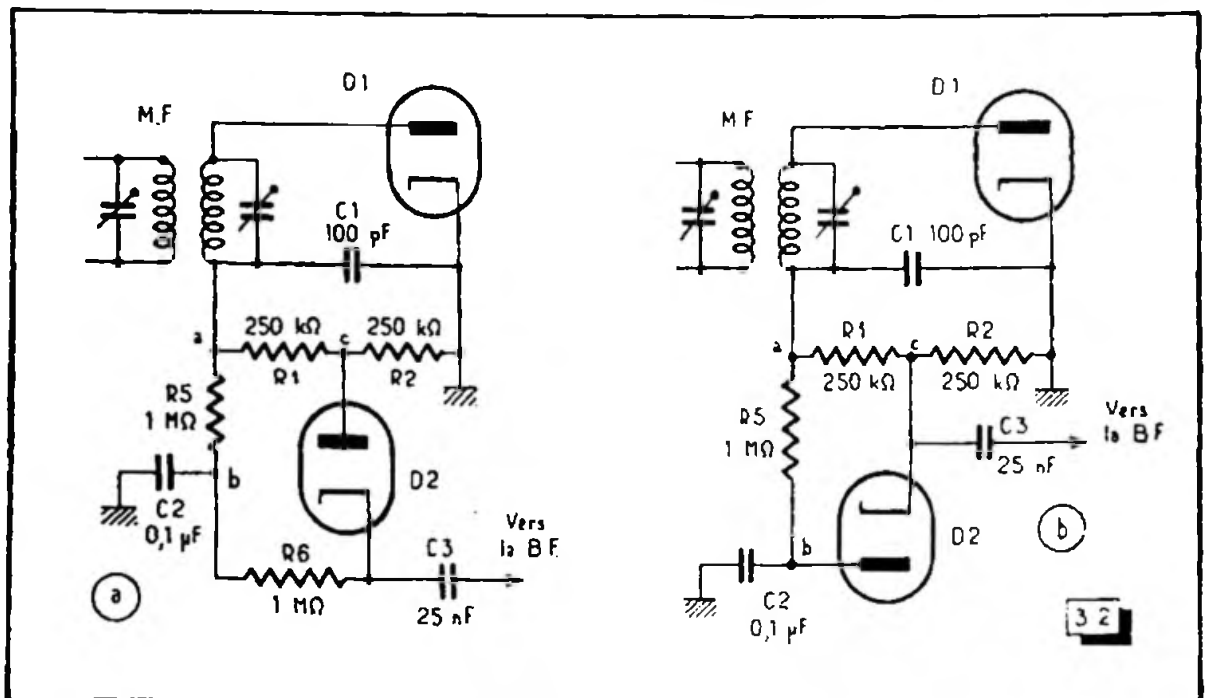 D1
M.F
C1
100 pF
250 kΩ
250 kΩ
a
c
R1
R2
R5
1 MΩ
b
C2
0,1 µF
D2
R6
1 MΩ
C3
25 nF
Vers
la B F.
a
D1
M F
C1 100 pF
R1
R2
a
c
250 kΩ
250 kΩ
R5
1 MΩ
C3
25 nF
Vers
la B F
b
D2
C2
0,1 µF
b
32